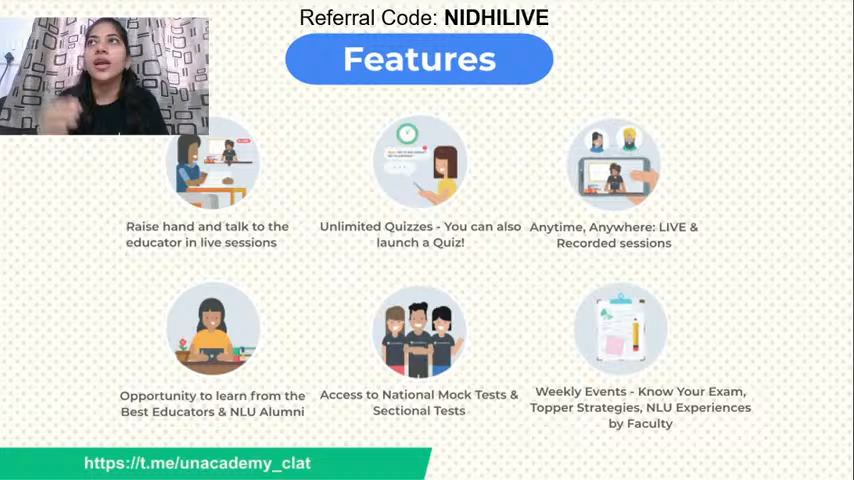 Referral Code: NIDHILIVE
Features
Raise hand and talk to the
educator in live sessions
Unlimited Quizzes - You can also
launch a Quiz!
Anytime, Anywhere: LIVE &
Recorded sessions
Opportunity to learn from the
Best Educators & NLU Alumni
Access to National Mock Tests &
Sectional Tests
Weekly Events - Know Your Exam,
Topper Strategies, NLU Experiences
by Faculty
https://t.me/unacademy_clat